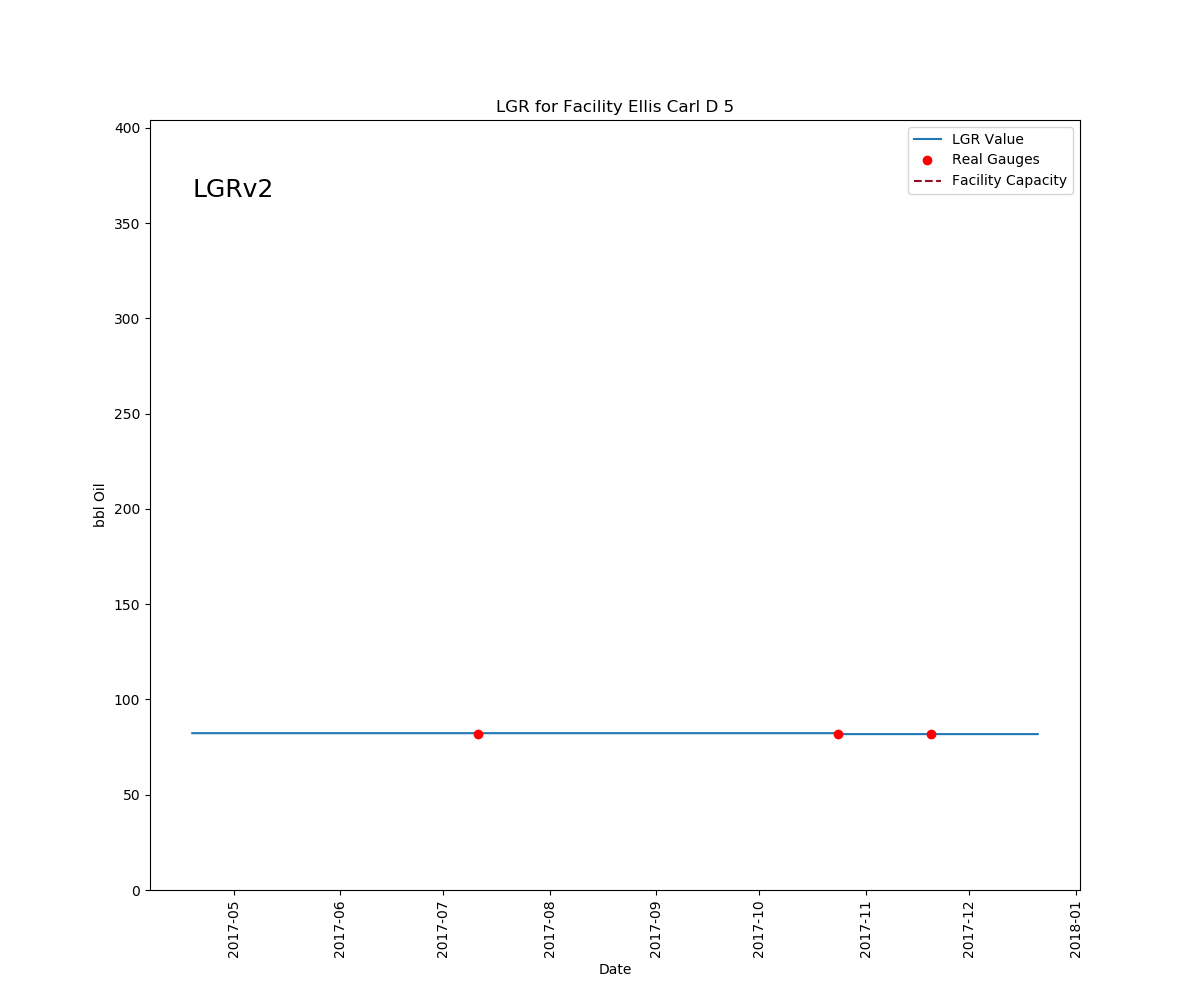 LGR for Facility Ellis Carl D 5
LGRv2
LGR Value
Real Gauges
Facility Capacity
400
350
300
250
200
150
100
50
0
bbl Oil
2017-05
2017-06
2017-07
2017-08
2017-09
2017-10
2017-11
2017-12
2018-01
Date